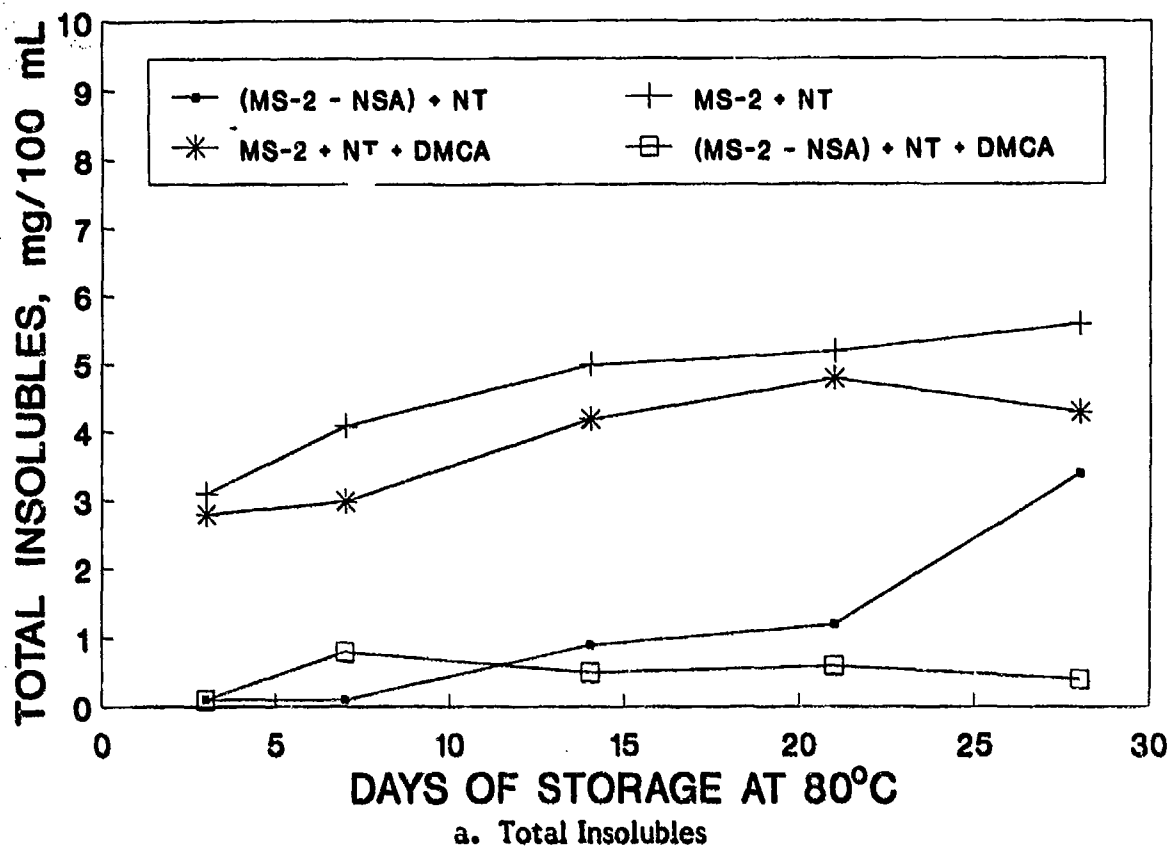 TOTAL INSOLUBLES, mg/100 mL
10
9
8
7
6
5
4
3
2
1
0
(MS-2 - NSA) + NT
MS-2 + NT
MS-2 + NT + DMCA
(MS-2 - NSA) + NT + DMCA
0 5 10 15 20 25 30
DAYS OF STORAGE AT 80°C
a. Total Insolubles